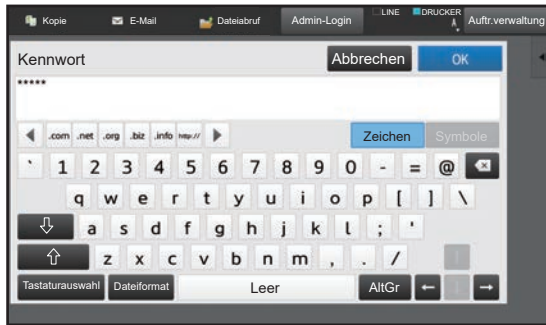 Kopie E-Mail Dateiabruf Admin-Login LINE DRUCKER Auftr.verwaltung
Kennwort Abbrechen OK
*****
.com .net .org .biz .info http:// Zeichen Symbole
` 1 2 3 4 5 6 7 8 9 0 - = @
q w e r t y u i o p [ ] \
a s d f g h j k l ; '
z x c v b n m , . /
Tastaturauswahl Dateiformat Leer AltGr